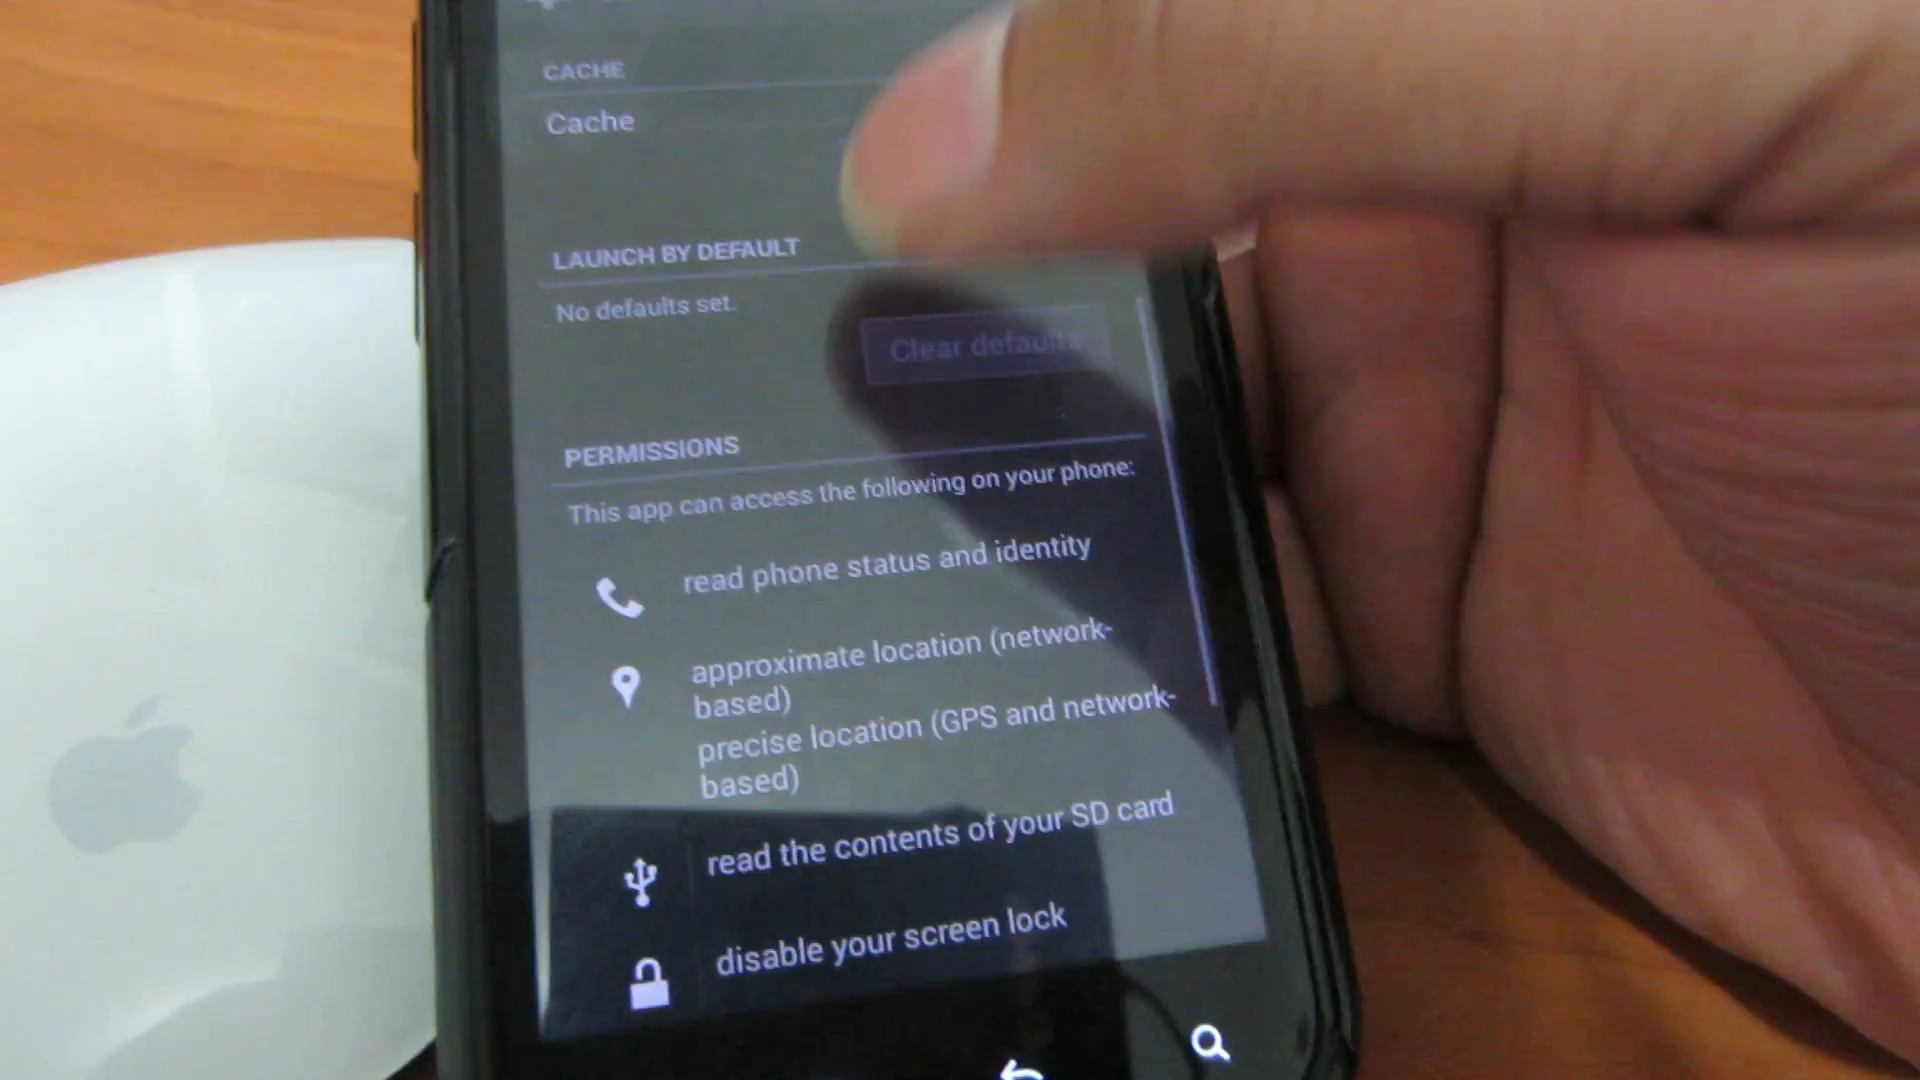 CACHE
Cache
LAUNCH BY DEFAULT
No defaults set.
Clear defaults
PERMISSIONS
This app can access the following on your phone:
read phone status and identity
approximate location (network-
based)
precise location (GPS and network-
based)
read the contents of your SD card
disable your screen lock